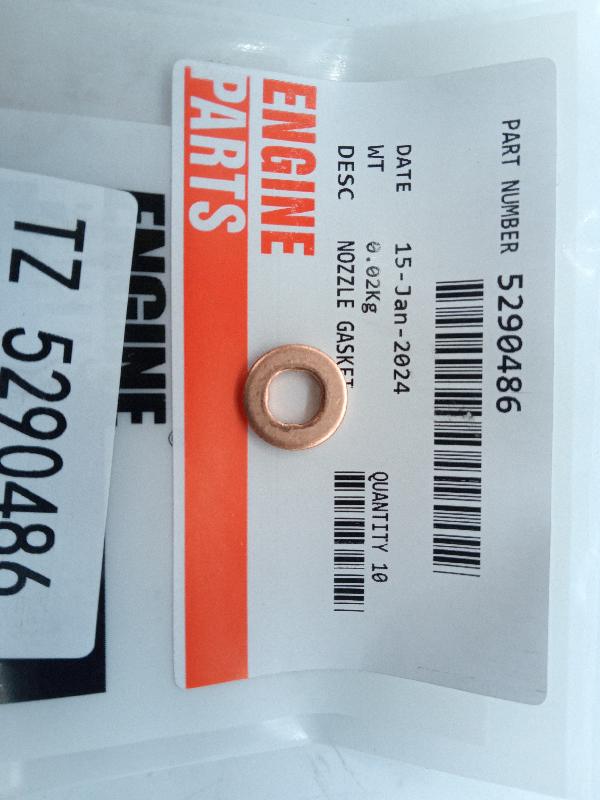 PART NUMBER 5290486
DATE 15-Jan-2024
WT 0.02Kg
DESC NOZZLE GASKET
QUANTITY 10
ENGINE
PARTS
ENGINE
TZ 5290486